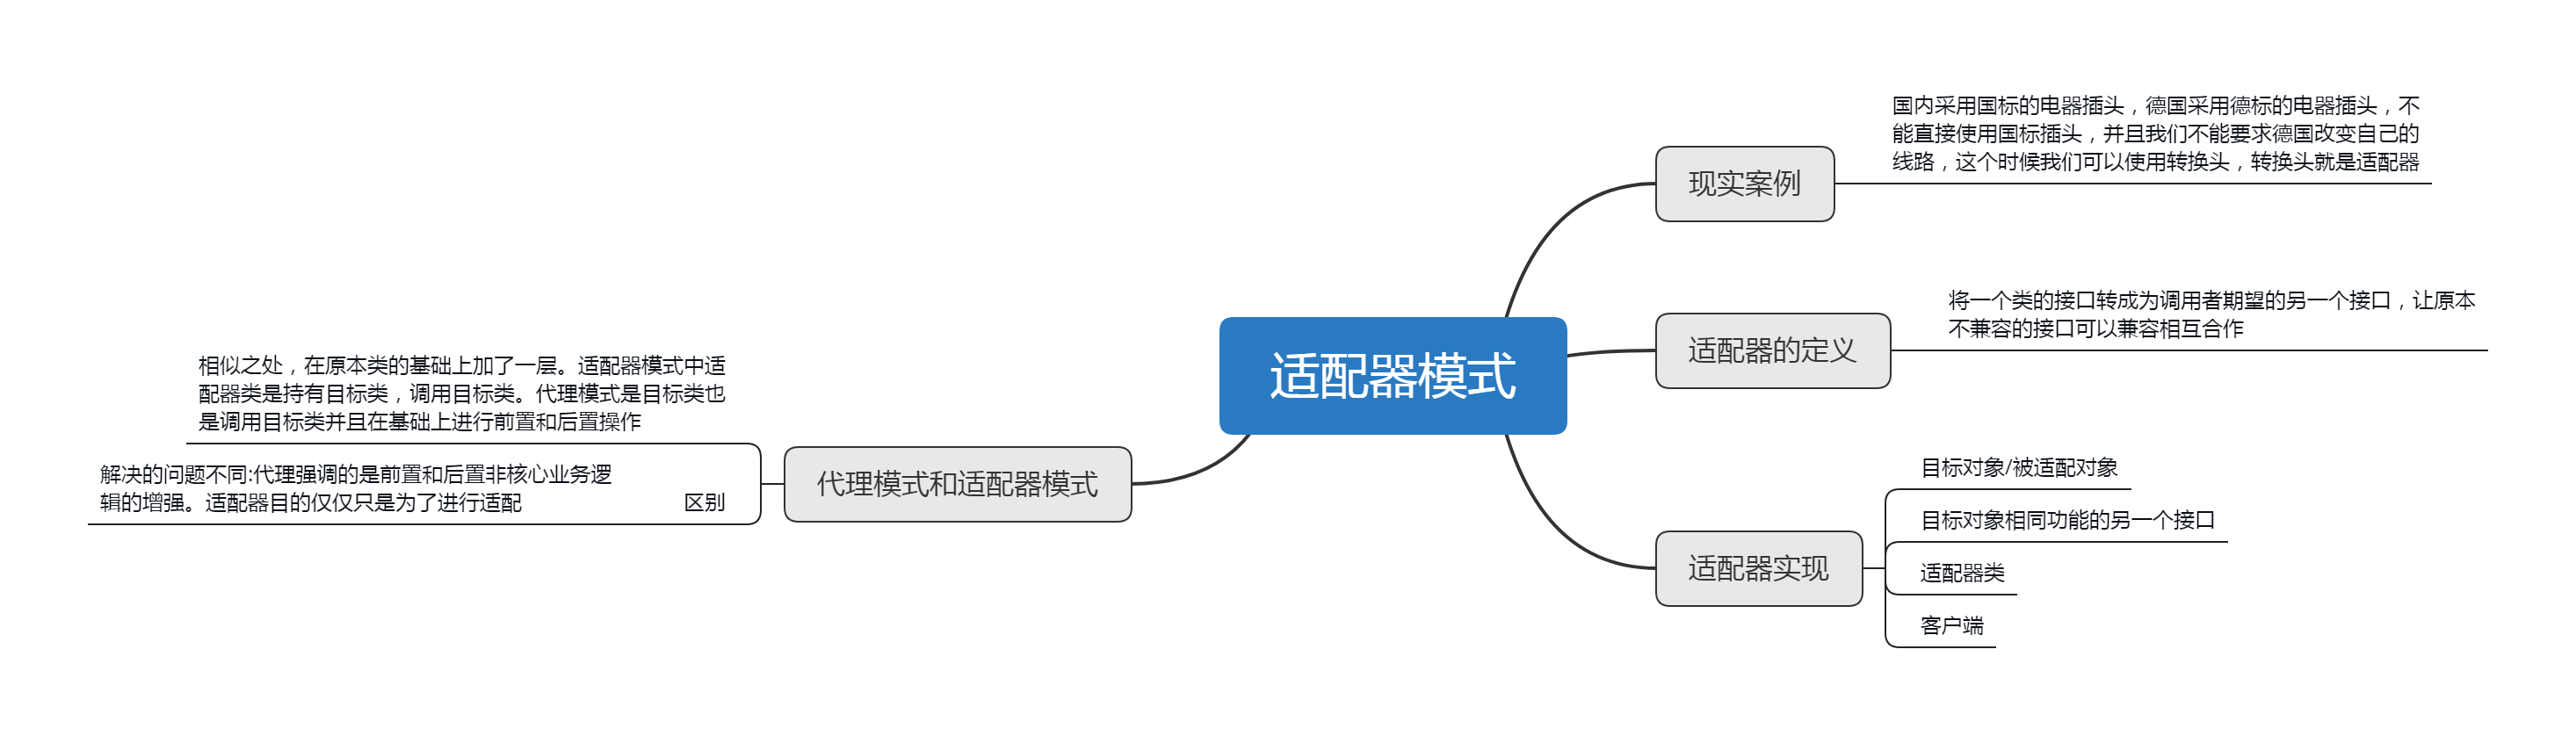 适配器模式
现实案例
国内采用国标的电器插头，德国采用德标的电器插头，不
能直接使用国标插头，并且我们不能要求德国改变自己的
线路，这个时候我们可以使用转换头，转换头就是适配器
适配器的定义
将一个类的接口转成为调用者期望的另一个接口，让原本
不兼容的接口可以兼容相互合作
适配器实现
目标对象/被适配对象
目标对象相同功能的另一个接口
适配器类
客户端
代理模式和适配器模式
相似之处，在原本类的基础上加了一层。适配器模式中适
配器类是持有目标类，调用目标类。代理模式是目标类也
是调用目标类并且在基础上进行前置和后置操作
区别
解决的问题不同:代理强调的是前置和后置非核心业务逻
辑的增强。适配器目的仅仅只是为了进行适配